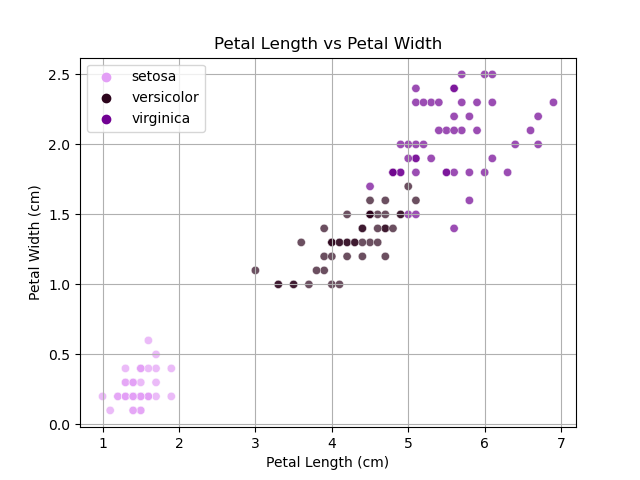 Petal Length vs Petal Width
setosa
versicolor
virginica
Petal Width (cm)
2.5
2.0
1.5
1.0
0.5
0.0
1 2 3 4 5 6 7
Petal Length (cm)